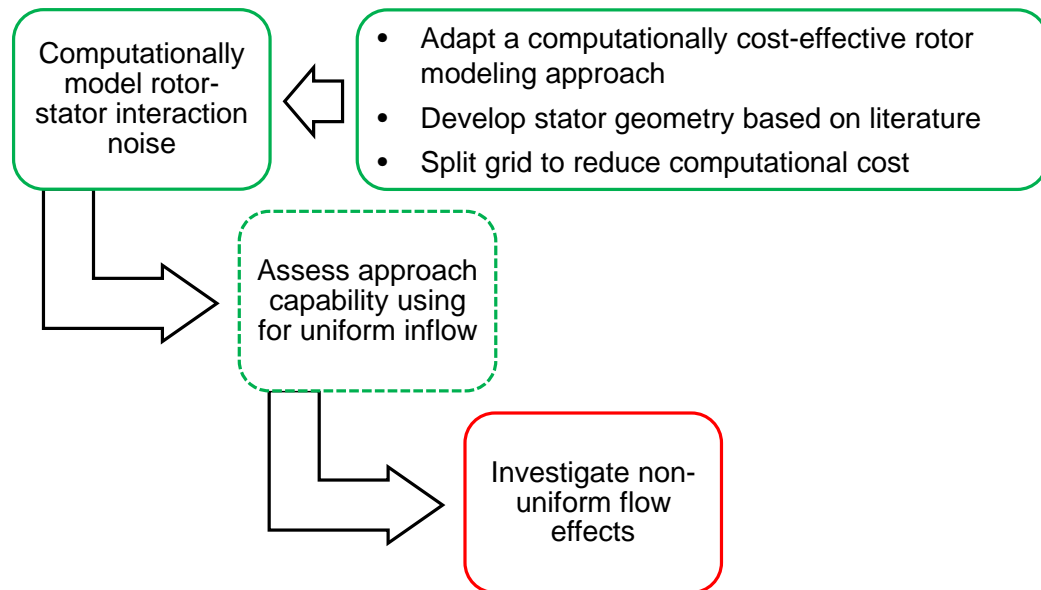 Computationally
model rotor-
stator interaction
noise
• Adapt a computationally cost-effective rotor
modeling approach
• Develop stator geometry based on literature
• Split grid to reduce computational cost
Assess approach
capability using
for uniform inflow
Investigate non-
uniform flow
effects